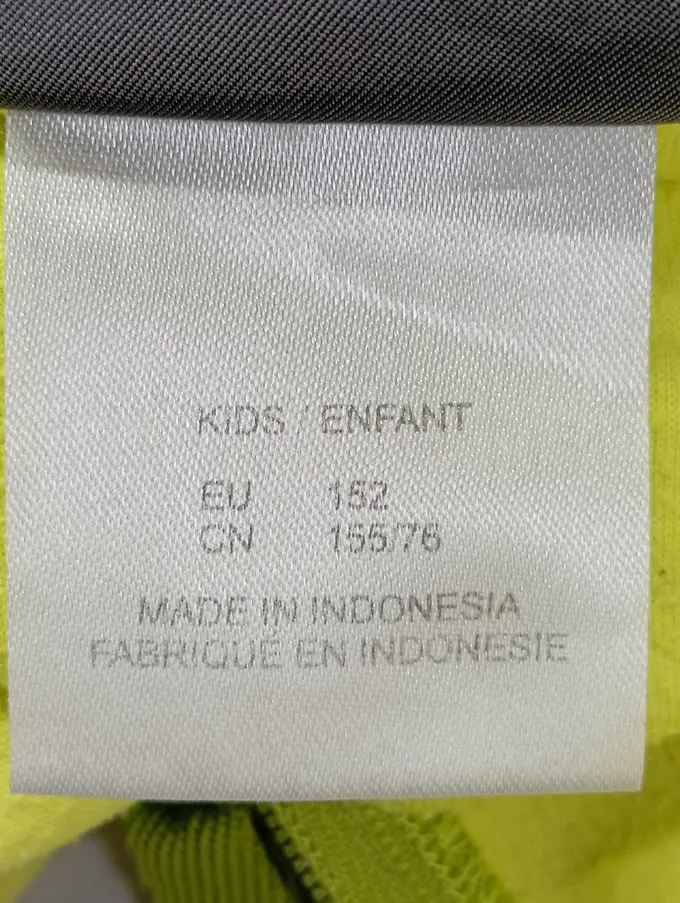 KIDS / ENFANT
EU 152
CN 155/76
MADE IN INDONESIA
FABRIQUÉ EN INDONESIE